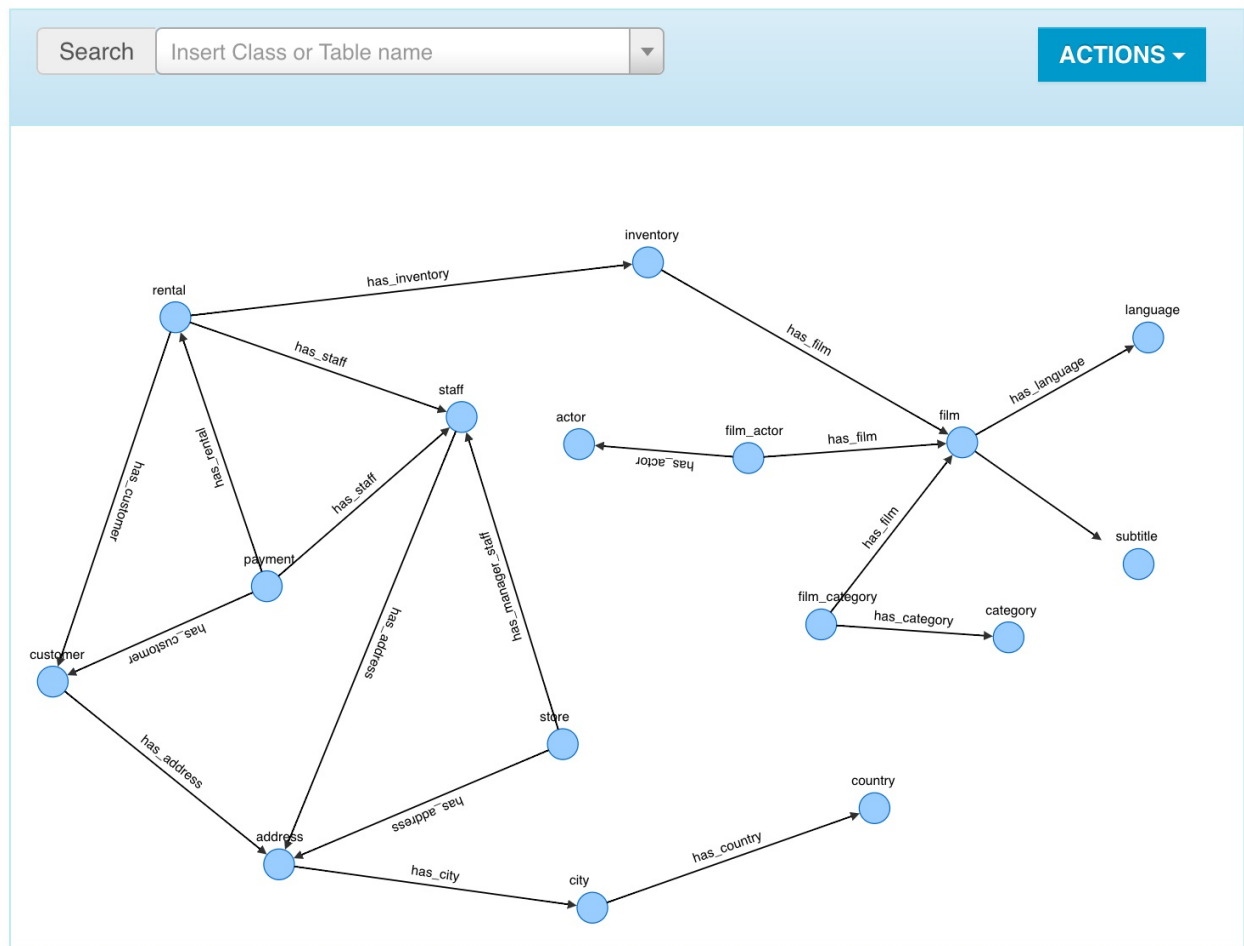 Search
Insert Class or Table name
ACTIONS
inventory
has_inventory
rental
language
has_film
has_staff
has_language
staff
actor
film_actor
film
has_film
has_actor
has_rental
has_customer
has_staff
has_film
subtitle
payment
has_manager_staff
film_category
category
has_category
has_customer
has_address
customer
store
has_address
country
has_address
address
has_country
has_city
city